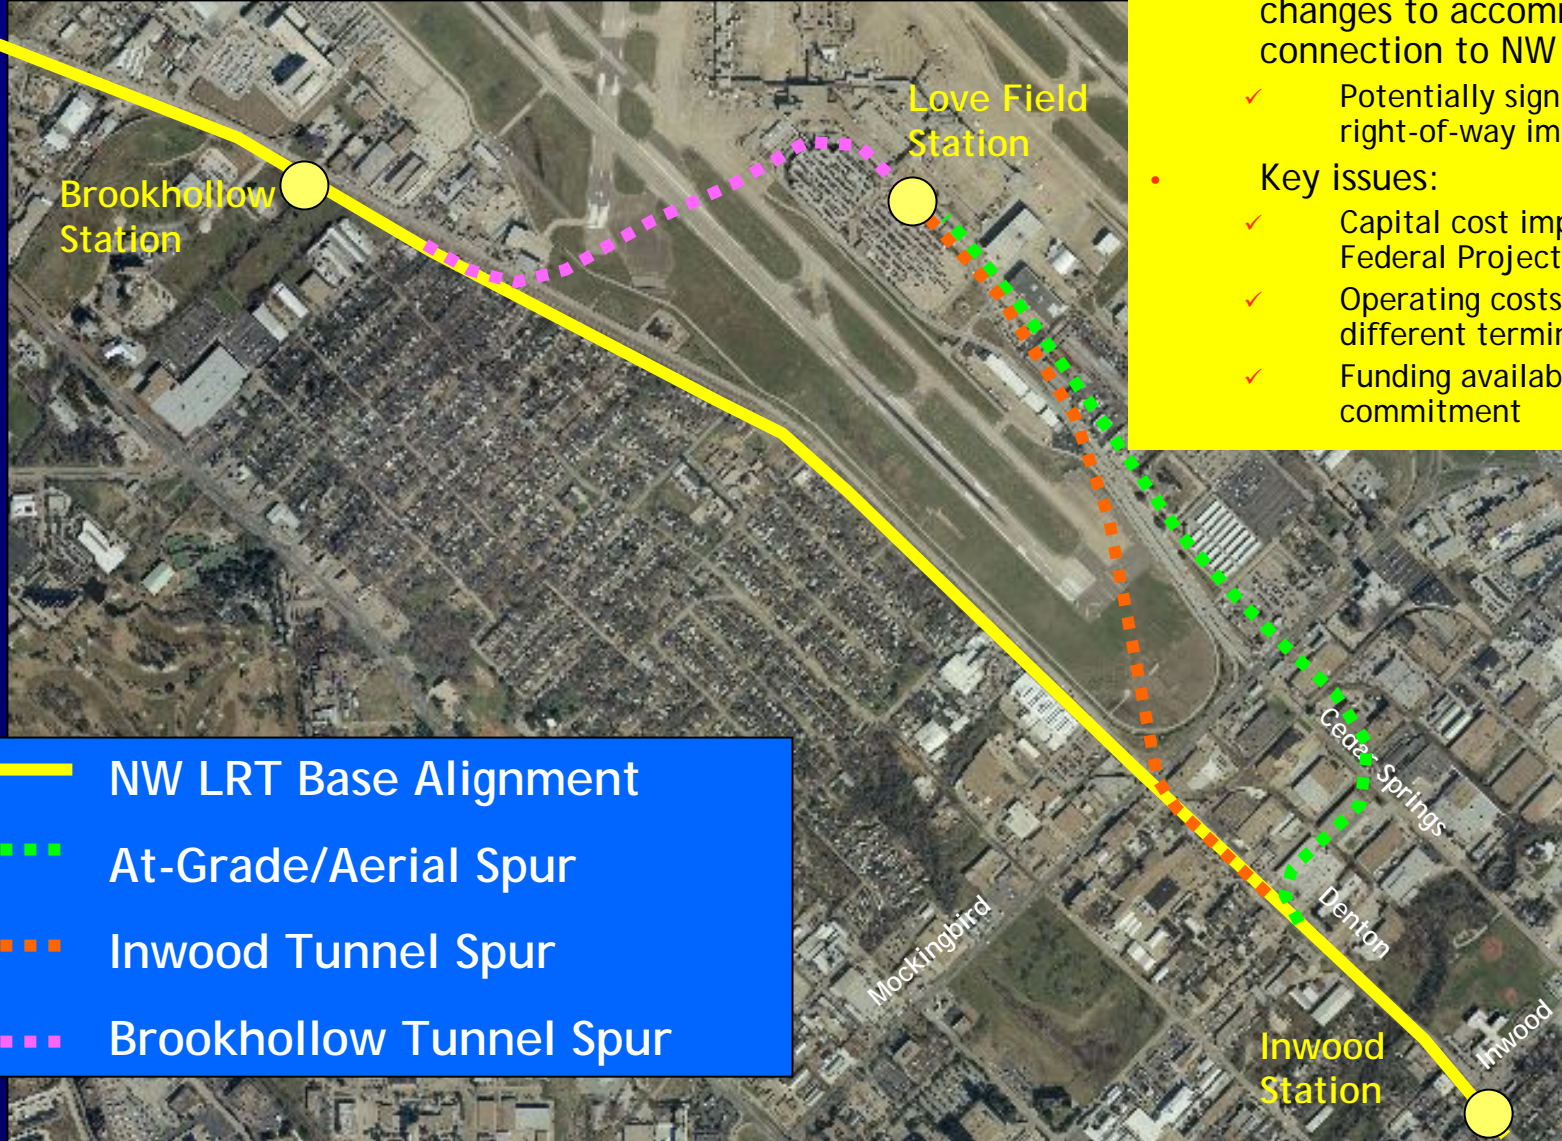 changes to accom
connection to NW
✓ Potentially sign
right-of-way im
• Key issues:
✓ Capital cost imp
Federal Project
✓ Operating costs
different termin
✓ Funding availab
commitment
Love Field
Station
Brookhollow
Station
Cedar Springs
Denton
Mockingbird
Inwood
Inwood
Station
NW LRT Base Alignment
At-Grade/Aerial Spur
Inwood Tunnel Spur
Brookhollow Tunnel Spur